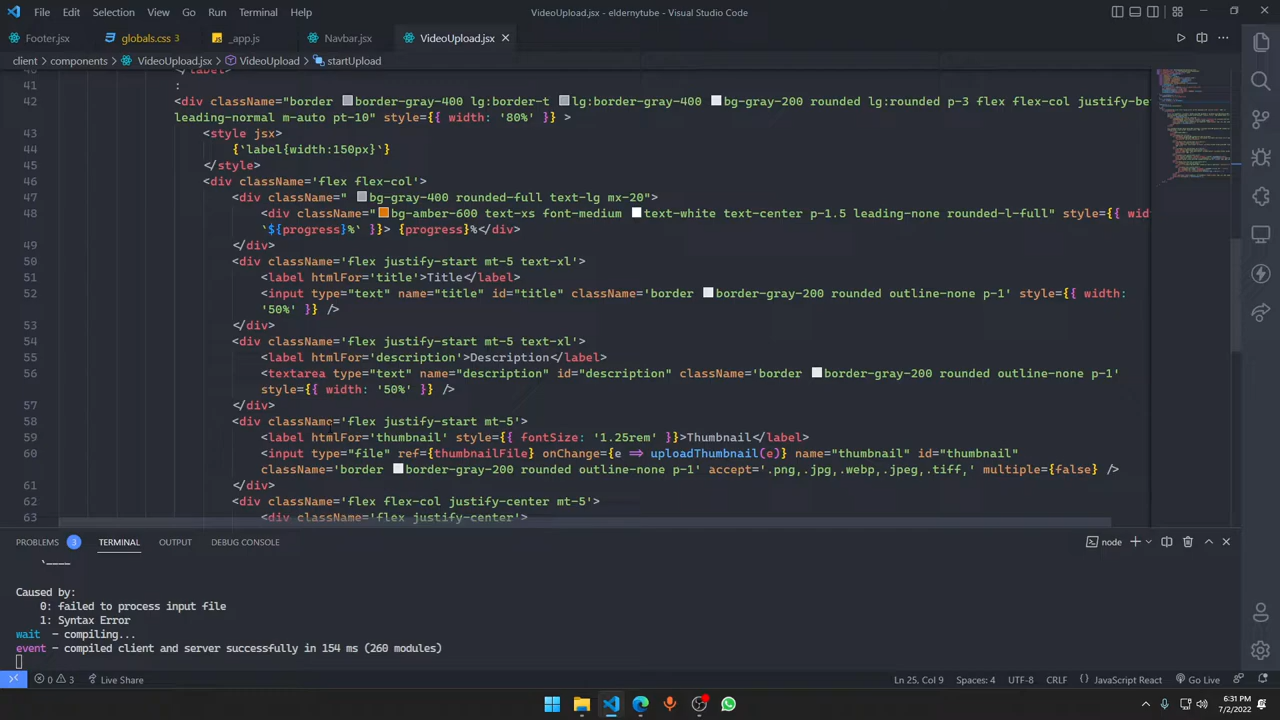 File Edit Selection View Go Run Terminal Help VideoUpload.jsx - eldernytube - Visual Studio Code
Footer.jsx globals.css 3 _app.js Navbar.jsx VideoUpload.jsx
client > components > VideoUpload.jsx > VideoUpload > startUpload
40 </label>
41 :
42 <div className="border border-gray-400 lg:border-t lg:border-gray-400 bg-gray-200 rounded lg:rounded p-3 flex flex-col justify-be
leading-normal m-auto pt-10" style={{ width: '80%' }}
43 <style jsx>
44 {`label{width:150px}`}
45 </style>
46 <div className='flex flex-col'>
47 <div className=" bg-gray-400 rounded-full text-lg mx-20">
48 <div className=" bg-amber-600 text-xs font-medium text-white text-center p-1.5 leading-none rounded-l-full" style={{ wid
`${progress}%` }}> {progress}%</div>
49 </div>
50 <div className='flex justify-start mt-5 text-xl'>
51 <label htmlFor='title'>Title</label>
52 <input type="text" name="title" id="title" className='border border-gray-200 rounded outline-none p-1' style={{ width:
'50%' }} />
53 </div>
54 <div className='flex justify-start mt-5 text-xl'>
55 <label htmlFor='description'>Description</label>
56 <textarea type="text" name="description" id="description" className='border border-gray-200 rounded outline-none p-1'
style={{ width: '50%' }} />
57 </div>
58 <div className='flex justify-start mt-5'>
59 <label htmlFor='thumbnail' style={{ fontSize: '1.25rem' }}>Thumbnail</label>
60 <input type="file" ref={thumbnailFile} onChange={e => uploadThumbnail(e)} name="thumbnail" id="thumbnail"
className='border border-gray-200 rounded outline-none p-1' accept='.png,.jpg,.webp,.jpeg,.tiff,' multiple={false} />
61 </div>
62 <div className='flex flex-col justify-center mt-5'>
63 <div className='flex justify-center'>
PROBLEMS 3 TERMINAL OUTPUT DEBUG CONSOLE node
`----
Caused by:
0: failed to process input file
1: Syntax Error
wait - compiling...
event - compiled client and server successfully in 154 ms (260 modules)
0 3 Live Share Ln 25, Col 9 Spaces: 4 UTF-8 CRLF { } JavaScript React Go Live
6:31 PM
7/2/2022